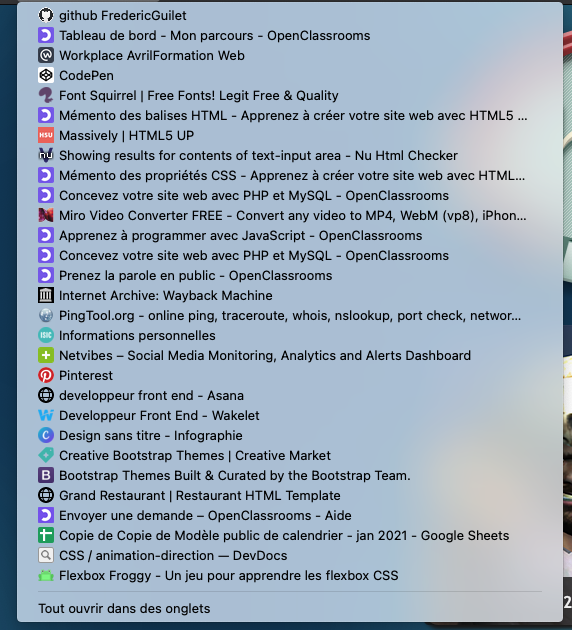 github FredericGuilet
Tableau de bord - Mon parcours - OpenClassrooms
Workplace AvrilFormation Web
CodePen
Font Squirrel | Free Fonts! Legit Free & Quality
Mémento des balises HTML - Apprenez à créer votre site web avec HTML5 ...
HSU Massively | HTML5 UP
nu Showing results for contents of text-input area - Nu Html Checker
Mémento des propriétés CSS - Apprenez à créer votre site web avec HTML...
Concevez votre site web avec PHP et MySQL - OpenClassrooms
Miro Video Converter FREE - Convert any video to MP4, WebM (vp8), iPhon...
Apprenez à programmer avec JavaScript - OpenClassrooms
Concevez votre site web avec PHP et MySQL - OpenClassrooms
Prenez la parole en public - OpenClassrooms
Internet Archive: Wayback Machine
PingTool.org - online ping, traceroute, whois, nslookup, port check, networ...
ISIC Informations personnelles
Netvibes – Social Media Monitoring, Analytics and Alerts Dashboard
Pinterest
developpeur front end - Asana
Developpeur Front End - Wakelet
Design sans titre - Infographie
Creative Bootstrap Themes | Creative Market
B Bootstrap Themes Built & Curated by the Bootstrap Team.
Grand Restaurant | Restaurant HTML Template
Envoyer une demande – OpenClassrooms - Aide
Copie de Copie de Modèle public de calendrier - jan 2021 - Google Sheets
CSS / animation-direction — DevDocs
Flexbox Froggy - Un jeu pour apprendre les flexbox CSS
Tout ouvrir dans des onglets